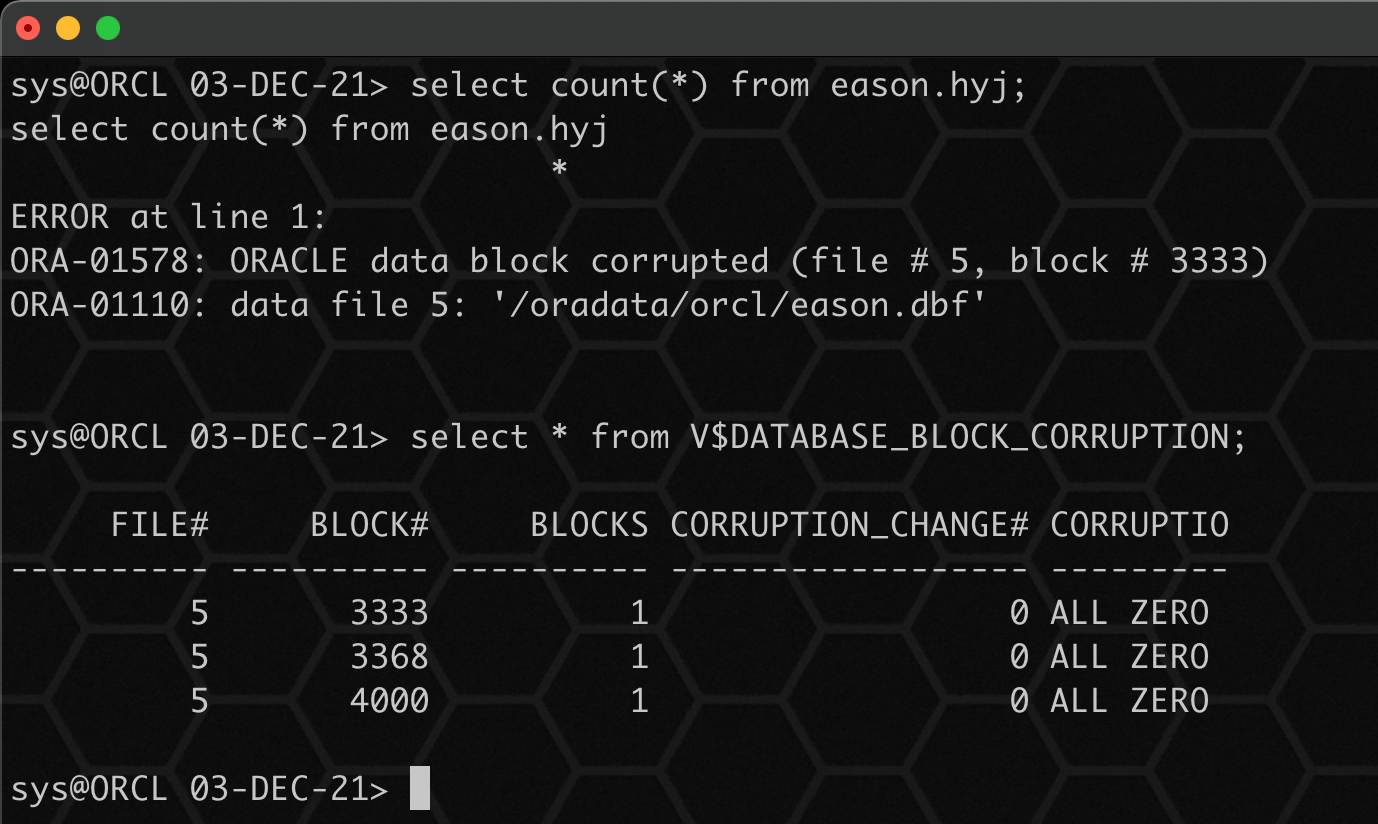 sys@ORCL 03-DEC-21> select count(*) from eason.hyj;
select count(*) from eason.hyj
                           *
ERROR at line 1:
ORA-01578: ORACLE data block corrupted (file # 5, block # 3333)
ORA-01110: data file 5: '/oradata/orcl/eason.dbf'
sys@ORCL 03-DEC-21> select * from V$DATABASE_BLOCK_CORRUPTION;
     FILE#     BLOCK#     BLOCKS CORRUPTION_CHANGE# CORRUPTIO
---------- ---------- ---------- ------------------ ---------
         5       3333          1                  0 ALL ZERO
         5       3368          1                  0 ALL ZERO
         5       4000          1                  0 ALL ZERO
sys@ORCL 03-DEC-21>